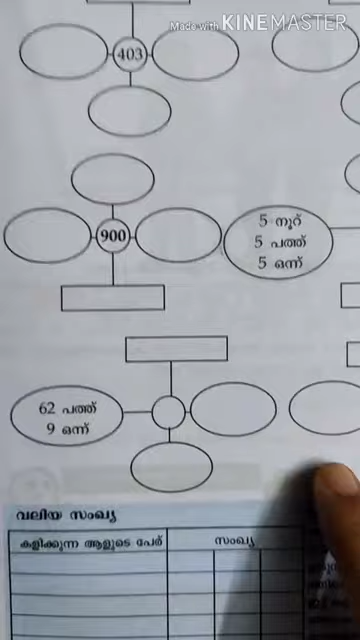 Made with KINEMASTER
403
900
5 നൂറ്
5 പത്ത്
5 ഒന്ന്
62 പത്ത്
9 ഒന്ന്
വലിയ സംഖ്യ
കളിക്കുന്ന ആളുടെ പേര് സംഖ്യ